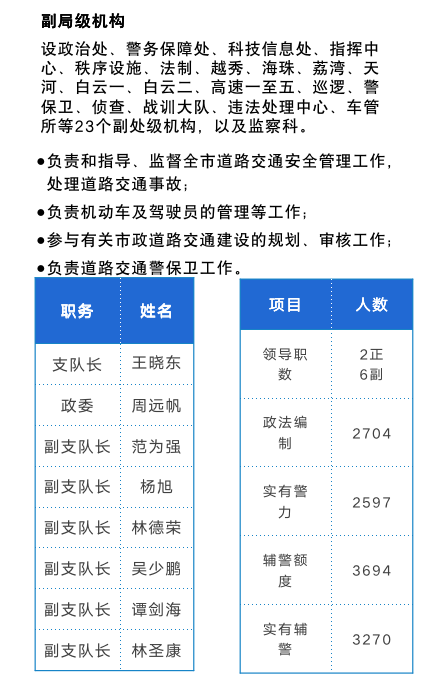 副局级机构
设政治处、警务保障处、科技信息处、指挥中
心、秩序设施、法制、越秀、海珠、荔湾、天
河、白云一、白云二、高速一至五、巡逻、警
保卫、侦查、战训大队、违法处理中心、车管
所等23个副处级机构，以及监察科。
●负责和指导、监督全市道路交通安全管理工作，
处理道路交通事故；
●负责机动车及驾驶员的管理等工作；
●参与有关市政道路交通建设的规划、审核工作；
●负责道路交通警保卫工作。
职务 姓名
支队长 王晓东
政委 周远帆
副支队长 范为强
副支队长 杨旭
副支队长 林德荣
副支队长 吴少鹏
副支队长 谭剑海
副支队长 林圣康
项目 人数
领导职 2正
数 6副
政法编
制 2704
实有警
力 2597
辅警额
度 3694
实有辅
警 3270